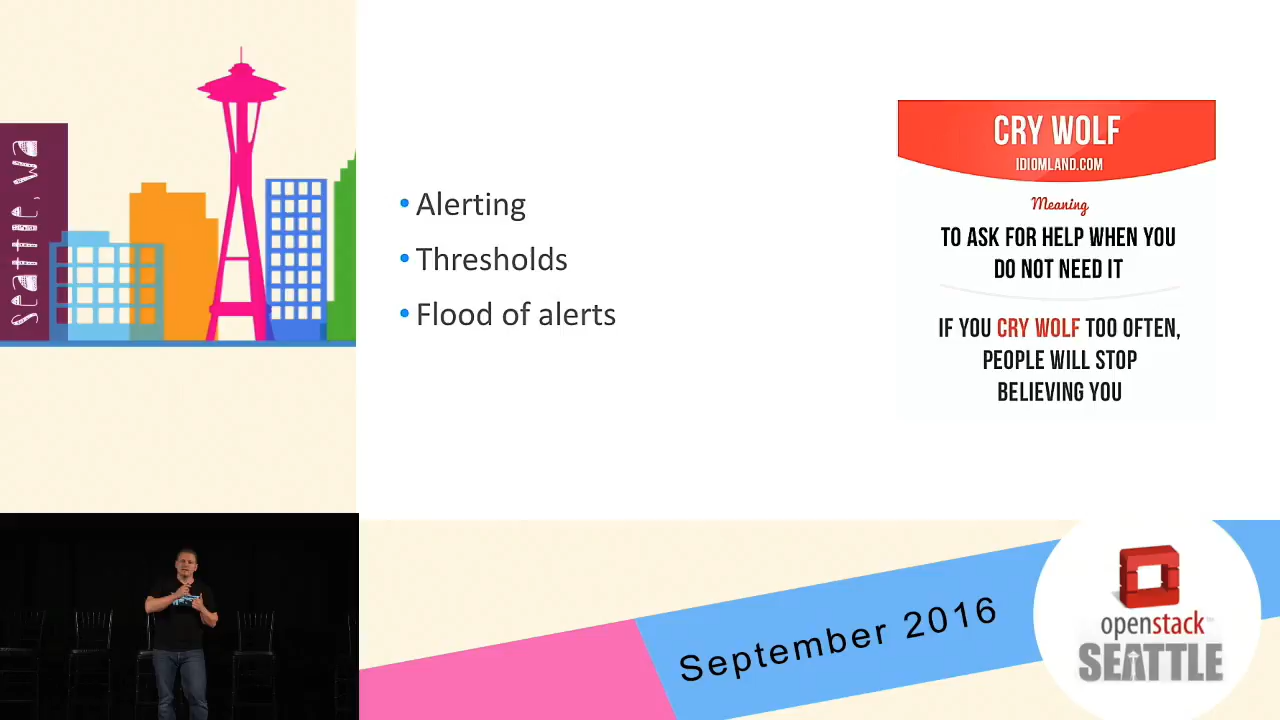 Seattle, wa
• Alerting
• Thresholds
• Flood of alerts
CRY WOLF
IDIOMLAND.COM
Meaning
TO ASK FOR HELP WHEN YOU
DO NOT NEED IT
IF YOU CRY WOLF TOO OFTEN,
PEOPLE WILL STOP
BELIEVING YOU
September 2016
openstack™
SEATTLE